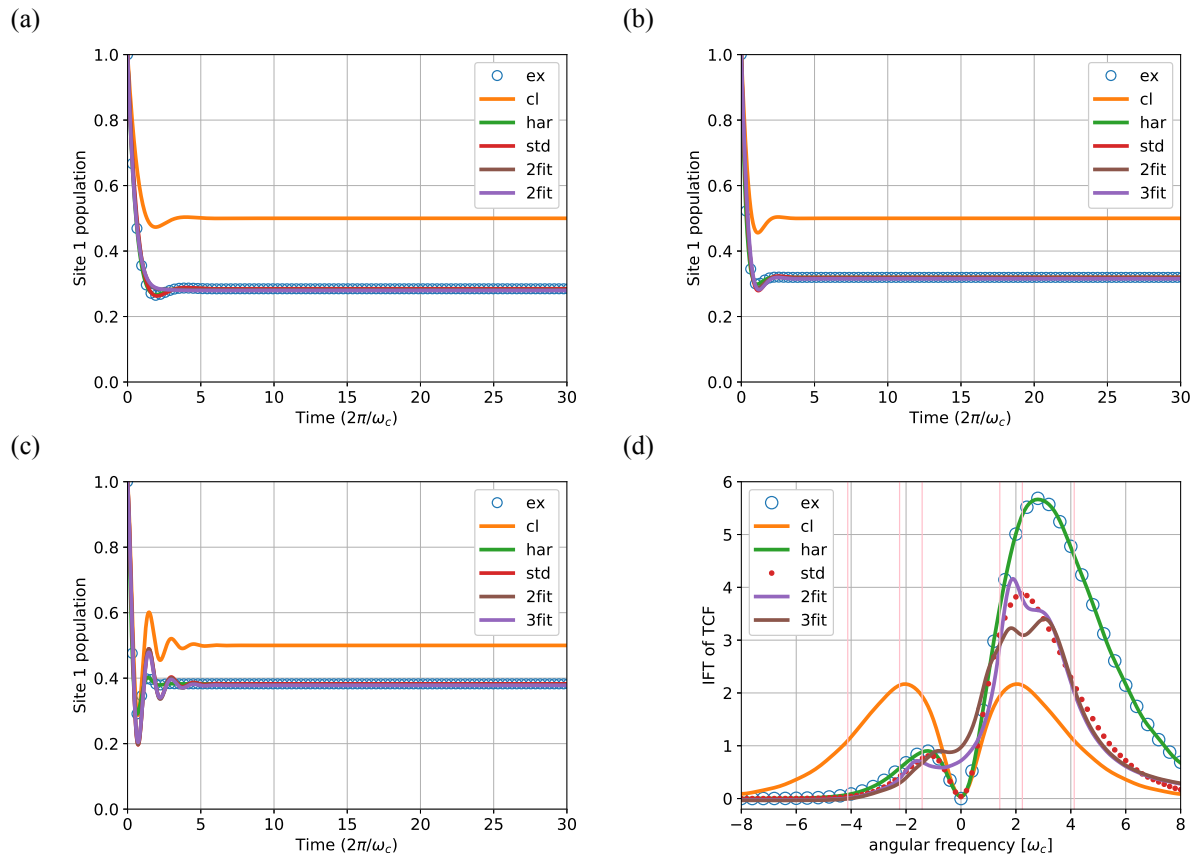 (a)
Site 1 population
1.0
0.8
0.6
0.4
0.2
0.0
0 5 10 15 20 25 30
Time (2π/ω_c)
ex
cl
har
std
2fit
2fit
(b)
Site 1 population
1.0
0.8
0.6
0.4
0.2
0.0
0 5 10 15 20 25 30
Time (2π/ω_c)
ex
cl
har
std
2fit
3fit
(c)
Site 1 population
1.0
0.8
0.6
0.4
0.2
0.0
0 5 10 15 20 25 30
Time (2π/ω_c)
ex
cl
har
std
2fit
3fit
(d)
IFT of TCF
6
5
4
3
2
1
0
−8 −6 −4 −2 0 2 4 6 8
angular frequency [ω_c]
ex
cl
har
std
2fit
3fit